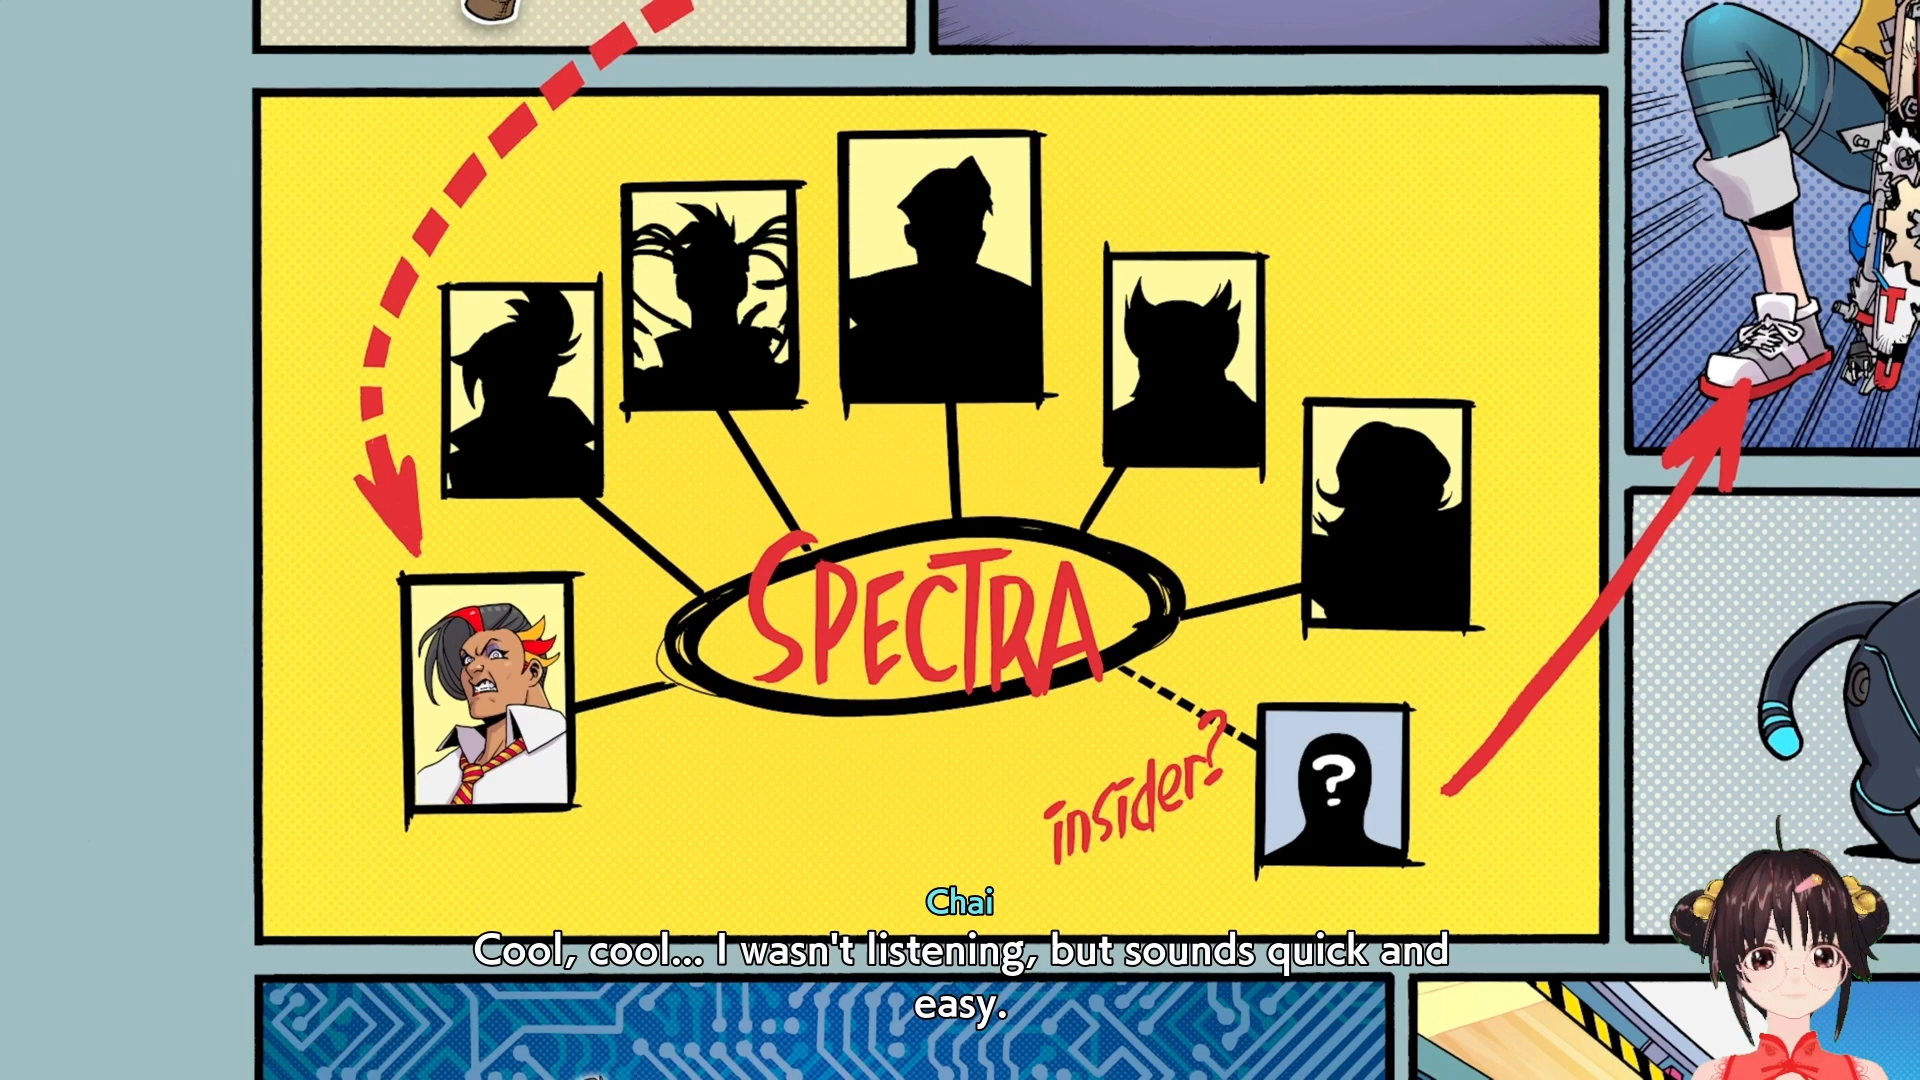 T
SPECTRA
insider?
?
Chai
Cool, cool... I wasn't listening, but sounds quick and
easy.